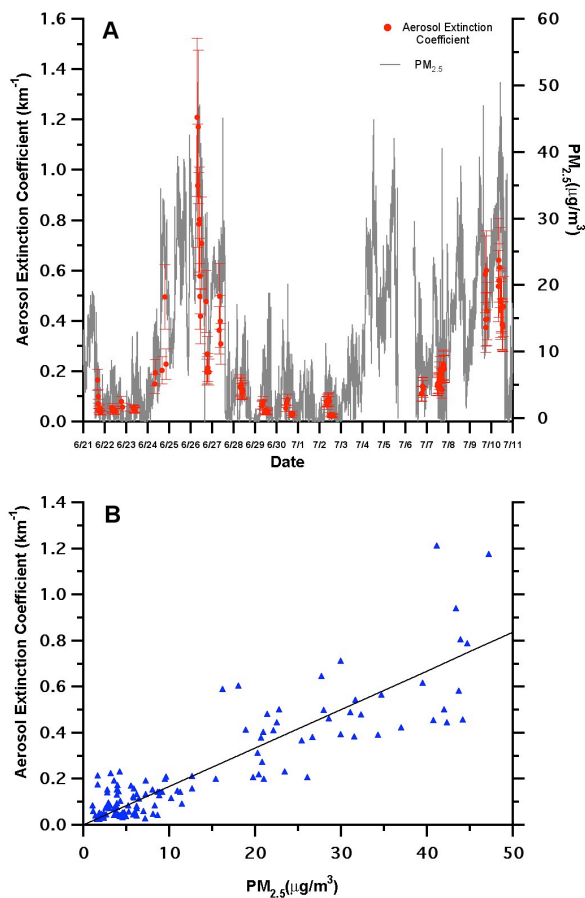 A
Aerosol Extinction
Coefficient
PM2.5
Aerosol Extinction Coefficient (km-1)
1.6
1.4
1.2
1.0
0.8
0.6
0.4
0.2
0.0
60
50
40
30
20
10
0
PM2.5(μg/m3)
6/21 6/22 6/23 6/24 6/25 6/26 6/27 6/28 6/29 6/30 7/1 7/2 7/3 7/4 7/5 7/6 7/7 7/8 7/9 7/10 7/11
Date
B
Aerosol Extinction Coefficient (km-1)
1.4
1.2
1.0
0.8
0.6
0.4
0.2
0.0
0 10 20 30 40 50
PM2.5(μg/m3)